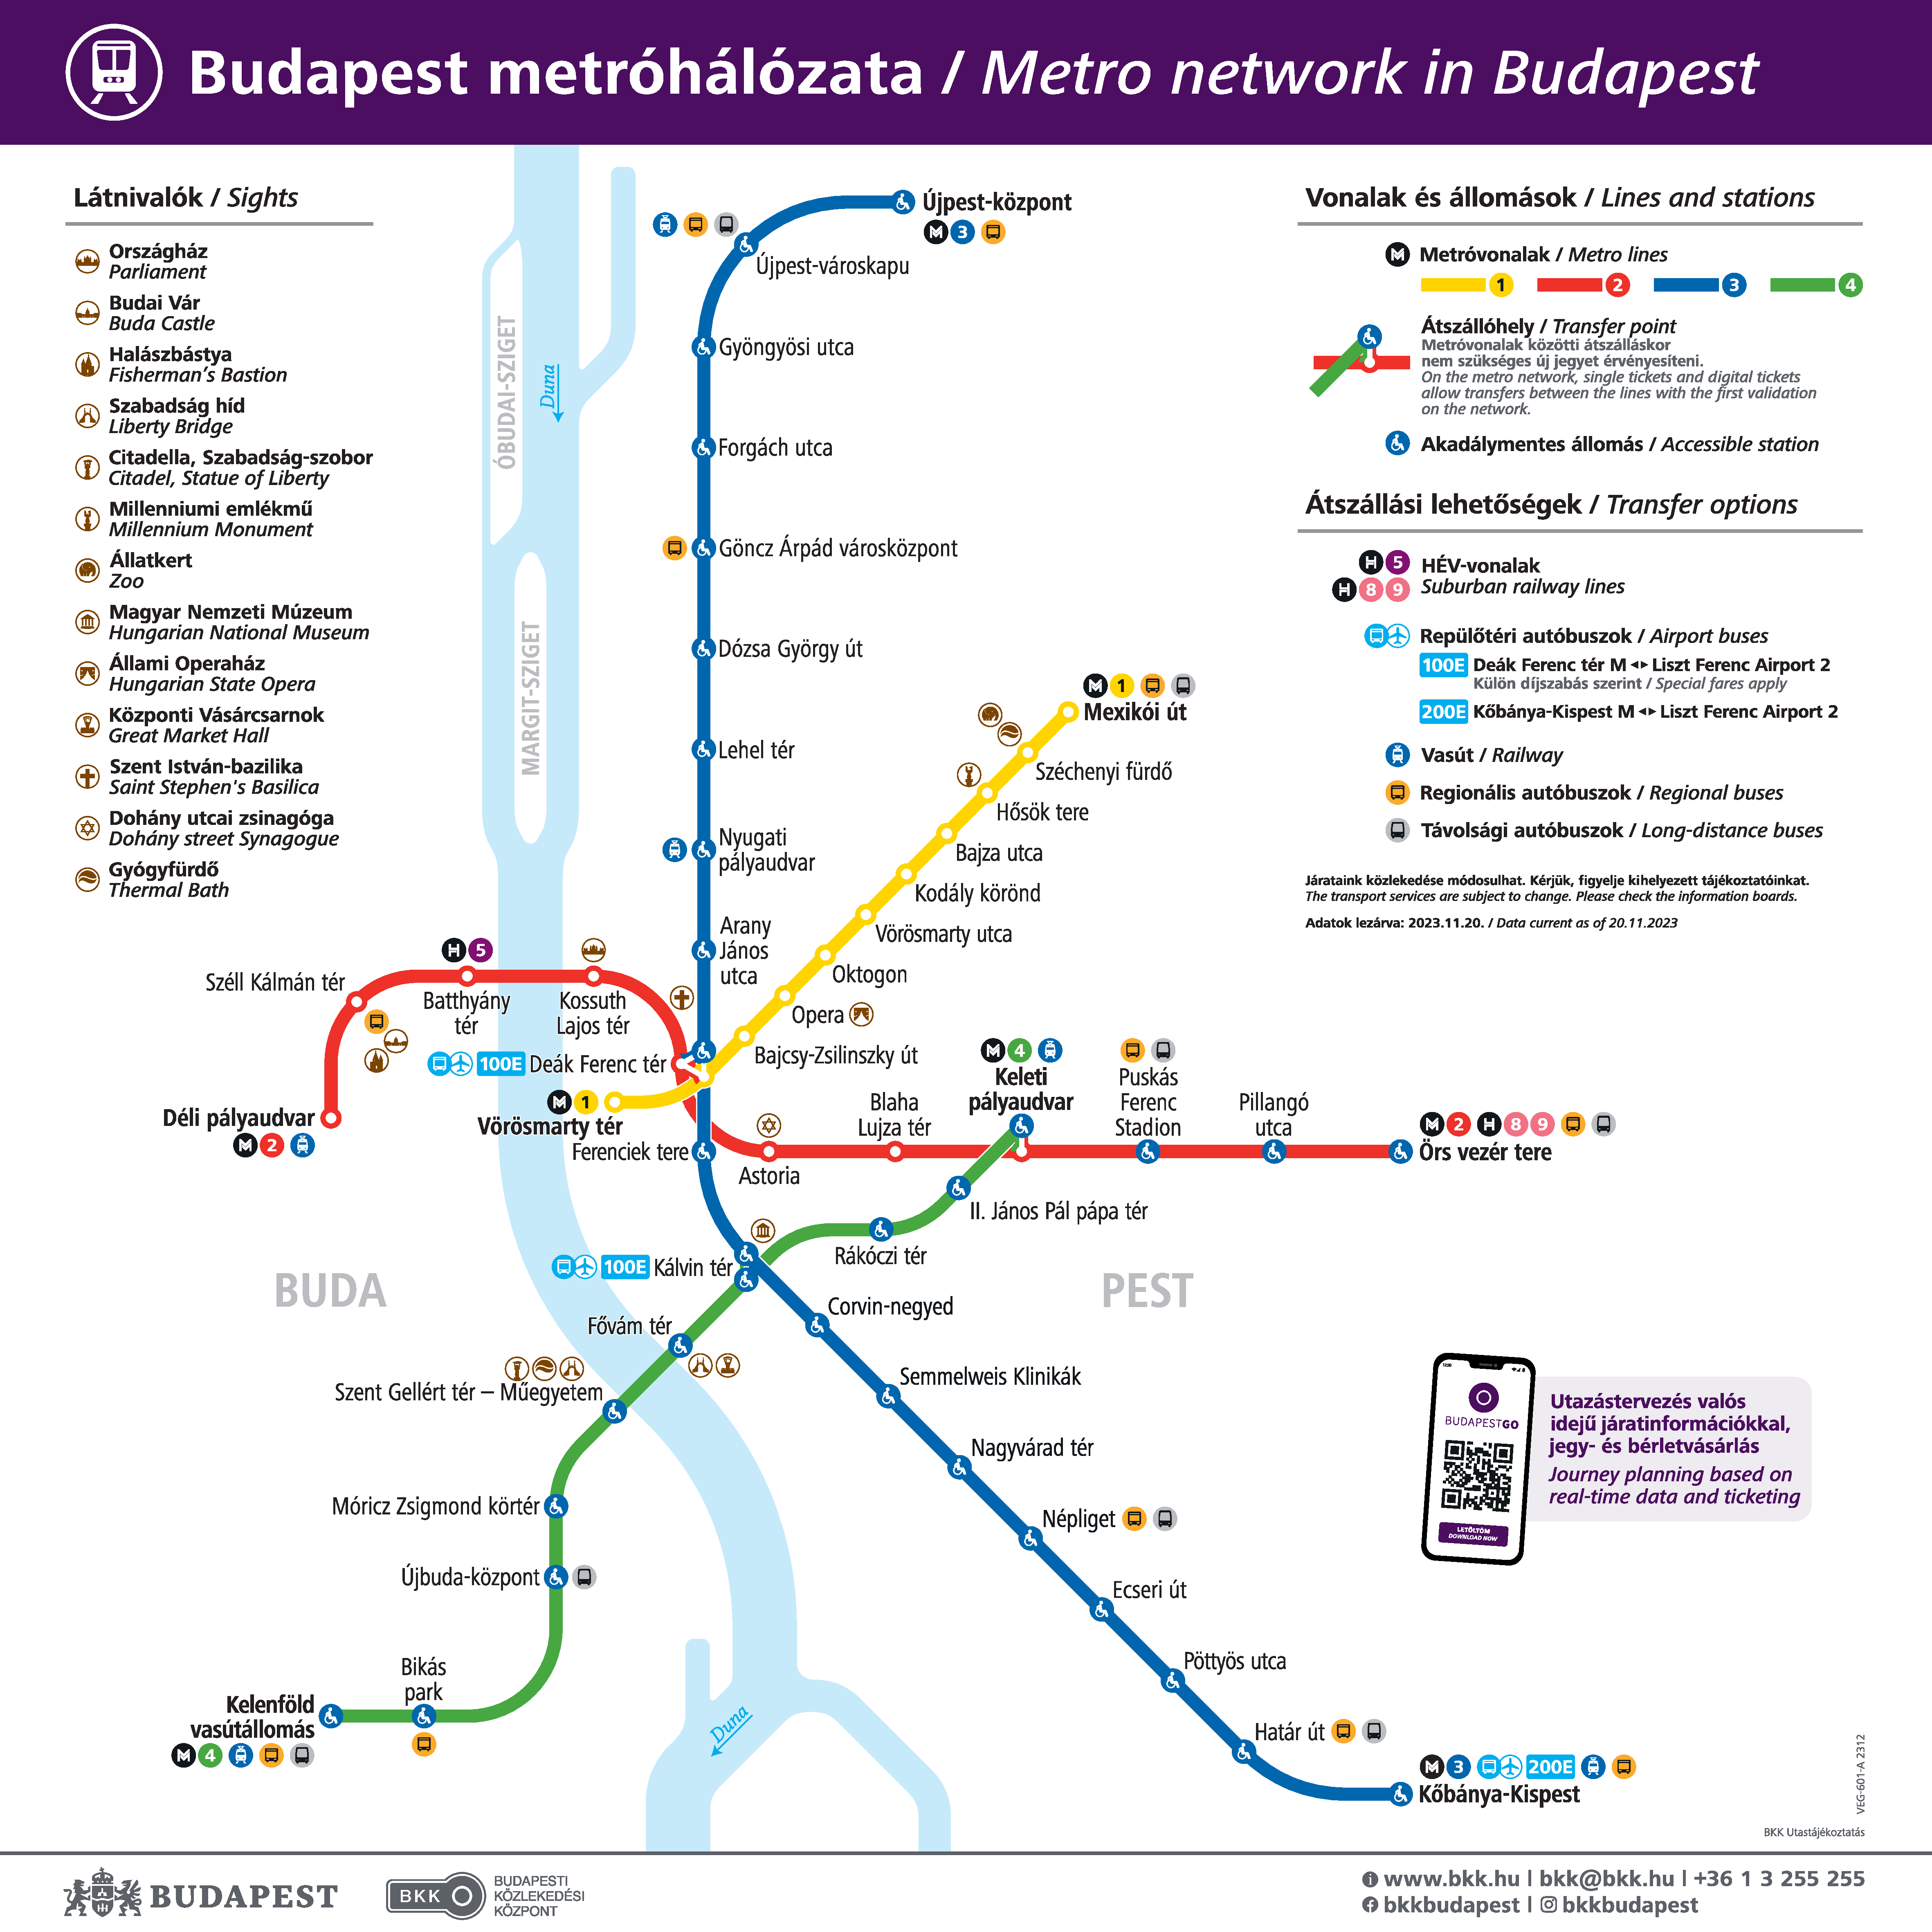 Budapest metróhálózata / Metro network in Budapest
Látnivalók / Sights
Országház
Parliament
Budai Vár
Buda Castle
Halászbástya
Fisherman's Bastion
Szabadság híd
Liberty Bridge
Citadella, Szabadság-szobor
Citadel, Statue of Liberty
Millenniumi emlékmű
Millennium Monument
Állatkert
Zoo
Magyar Nemzeti Múzeum
Hungarian National Museum
Állami Operaház
Hungarian State Opera
Központi Vásárcsarnok
Great Market Hall
Szent István-bazilika
Saint Stephen's Basilica
Dohány utcai zsinagóga
Dohány street Synagogue
Gyógyfürdő
Thermal Bath
Vonalak és állomások / Lines and stations
M Metróvonalak / Metro lines
1 2 3 4
Átszállóhely / Transfer point
Metróvonalak közötti átszálláskor
nem szükséges új jegyet érvényesíteni.
On the metro network, single tickets and digital tickets
allow transfers between the lines with the first validation
on the network.
Akadálymentes állomás / Accessible station
Átszállási lehetőségek / Transfer options
H 5 HÉV-vonalak
H 8 9 Suburban railway lines
Repülőtéri autóbuszok / Airport buses
100E Deák Ferenc tér M ◂▸ Liszt Ferenc Airport 2
Külön díjszabás szerint / Special fares apply
200E Kőbánya-Kispest M ◂▸ Liszt Ferenc Airport 2
Vasút / Railway
Regionális autóbuszok / Regional buses
Távolsági autóbuszok / Long-distance buses
Járataink közlekedése módosulhat. Kérjük, figyelje kihelyezett tájékoztatóinkat.
The transport services are subject to change. Please check the information boards.
Adatok lezárva: 2023.11.20. / Data current as of 20.11.2023
ÓBUDAI-SZIGET
Duna
MARGIT-SZIGET
Újpest-központ
M 3
Újpest-városkapu
Gyöngyösi utca
Forgách utca
Göncz Árpád városközpont
Dózsa György út
Lehel tér
Nyugati
pályaudvar
Arany
János
utca
M 1
Mexikói út
Széchenyi fürdő
Hősök tere
Bajza utca
Kodály körönd
Vörösmarty utca
Oktogon
Opera
Bajcsy-Zsilinszky út
H 5
Széll Kálmán tér
Batthyány
tér
Kossuth
Lajos tér
100E Deák Ferenc tér
M 1
Vörösmarty tér
Déli pályaudvar
M 2
Ferenciek tere
Astoria
Blaha
Lujza tér
M 4
Keleti
pályaudvar
Puskás
Ferenc
Stadion
Pillangó
utca
M 2 H 8 9
Örs vezér tere
II. János Pál pápa tér
Rákóczi tér
100E Kálvin tér
BUDA
PEST
Corvin-negyed
Fővám tér
Semmelweis Klinikák
Szent Gellért tér – Műegyetem
Nagyvárad tér
Móricz Zsigmond körtér
Népliget
Újbuda-központ
Ecseri út
Bikás
park
Pöttyös utca
Kelenföld
vasútállomás
M 4
Duna
Határ út
M 3 200E
Kőbánya-Kispest
12:30
BUDAPESTGO
LETÖLTÖM
DOWNLOAD NOW
Utazástervezés valós
idejű járatinformációkkal,
jegy- és bérletvásárlás
Journey planning based on
real-time data and ticketing
VEG-601-A 2312
BKK Utastájékoztatás
BUDAPEST
BKK
BUDAPESTI
KÖZLEKEDÉSI
KÖZPONT
www.bkk.hu | bkk@bkk.hu | +36 1 3 255 255
bkkbudapest | bkkbudapest